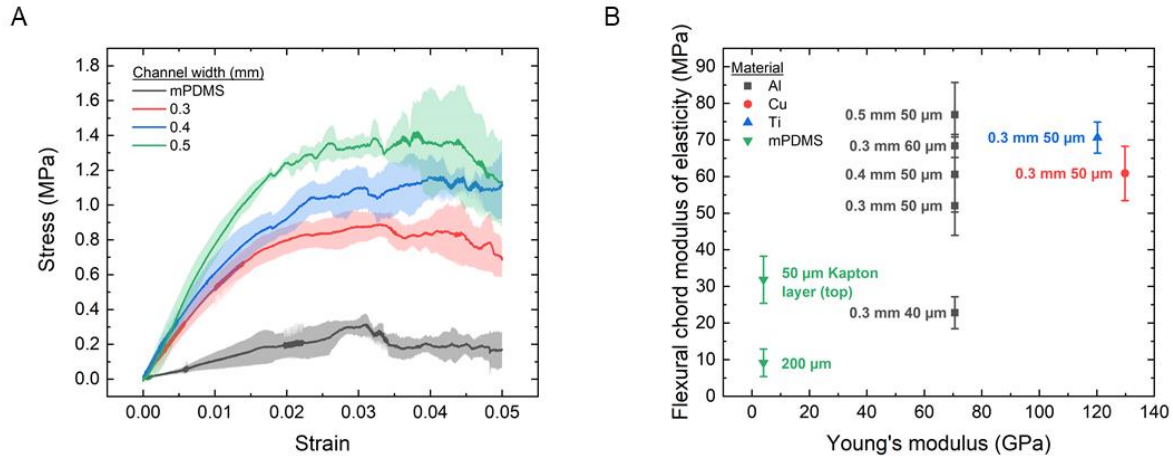 A
Stress (MPa)
1.8
1.6
1.4
1.2
1.0
0.8
0.6
0.4
0.2
0.0
Channel width (mm)
mPDMS
0.3
0.4
0.5
0.00 0.01 0.02 0.03 0.04 0.05
Strain
B
Flexural chord modulus of elasticity (MPa)
90
80
70
60
50
40
30
20
10
0
Material
Al
Cu
Ti
mPDMS
0.5 mm 50 µm
0.3 mm 60 µm
0.4 mm 50 µm
0.3 mm 50 µm
0.3 mm 50 µm
0.3 mm 50 µm
50 µm Kapton
layer (top)
0.3 mm 40 µm
200 µm
0 20 40 60 80 100 120 140
Young's modulus (GPa)